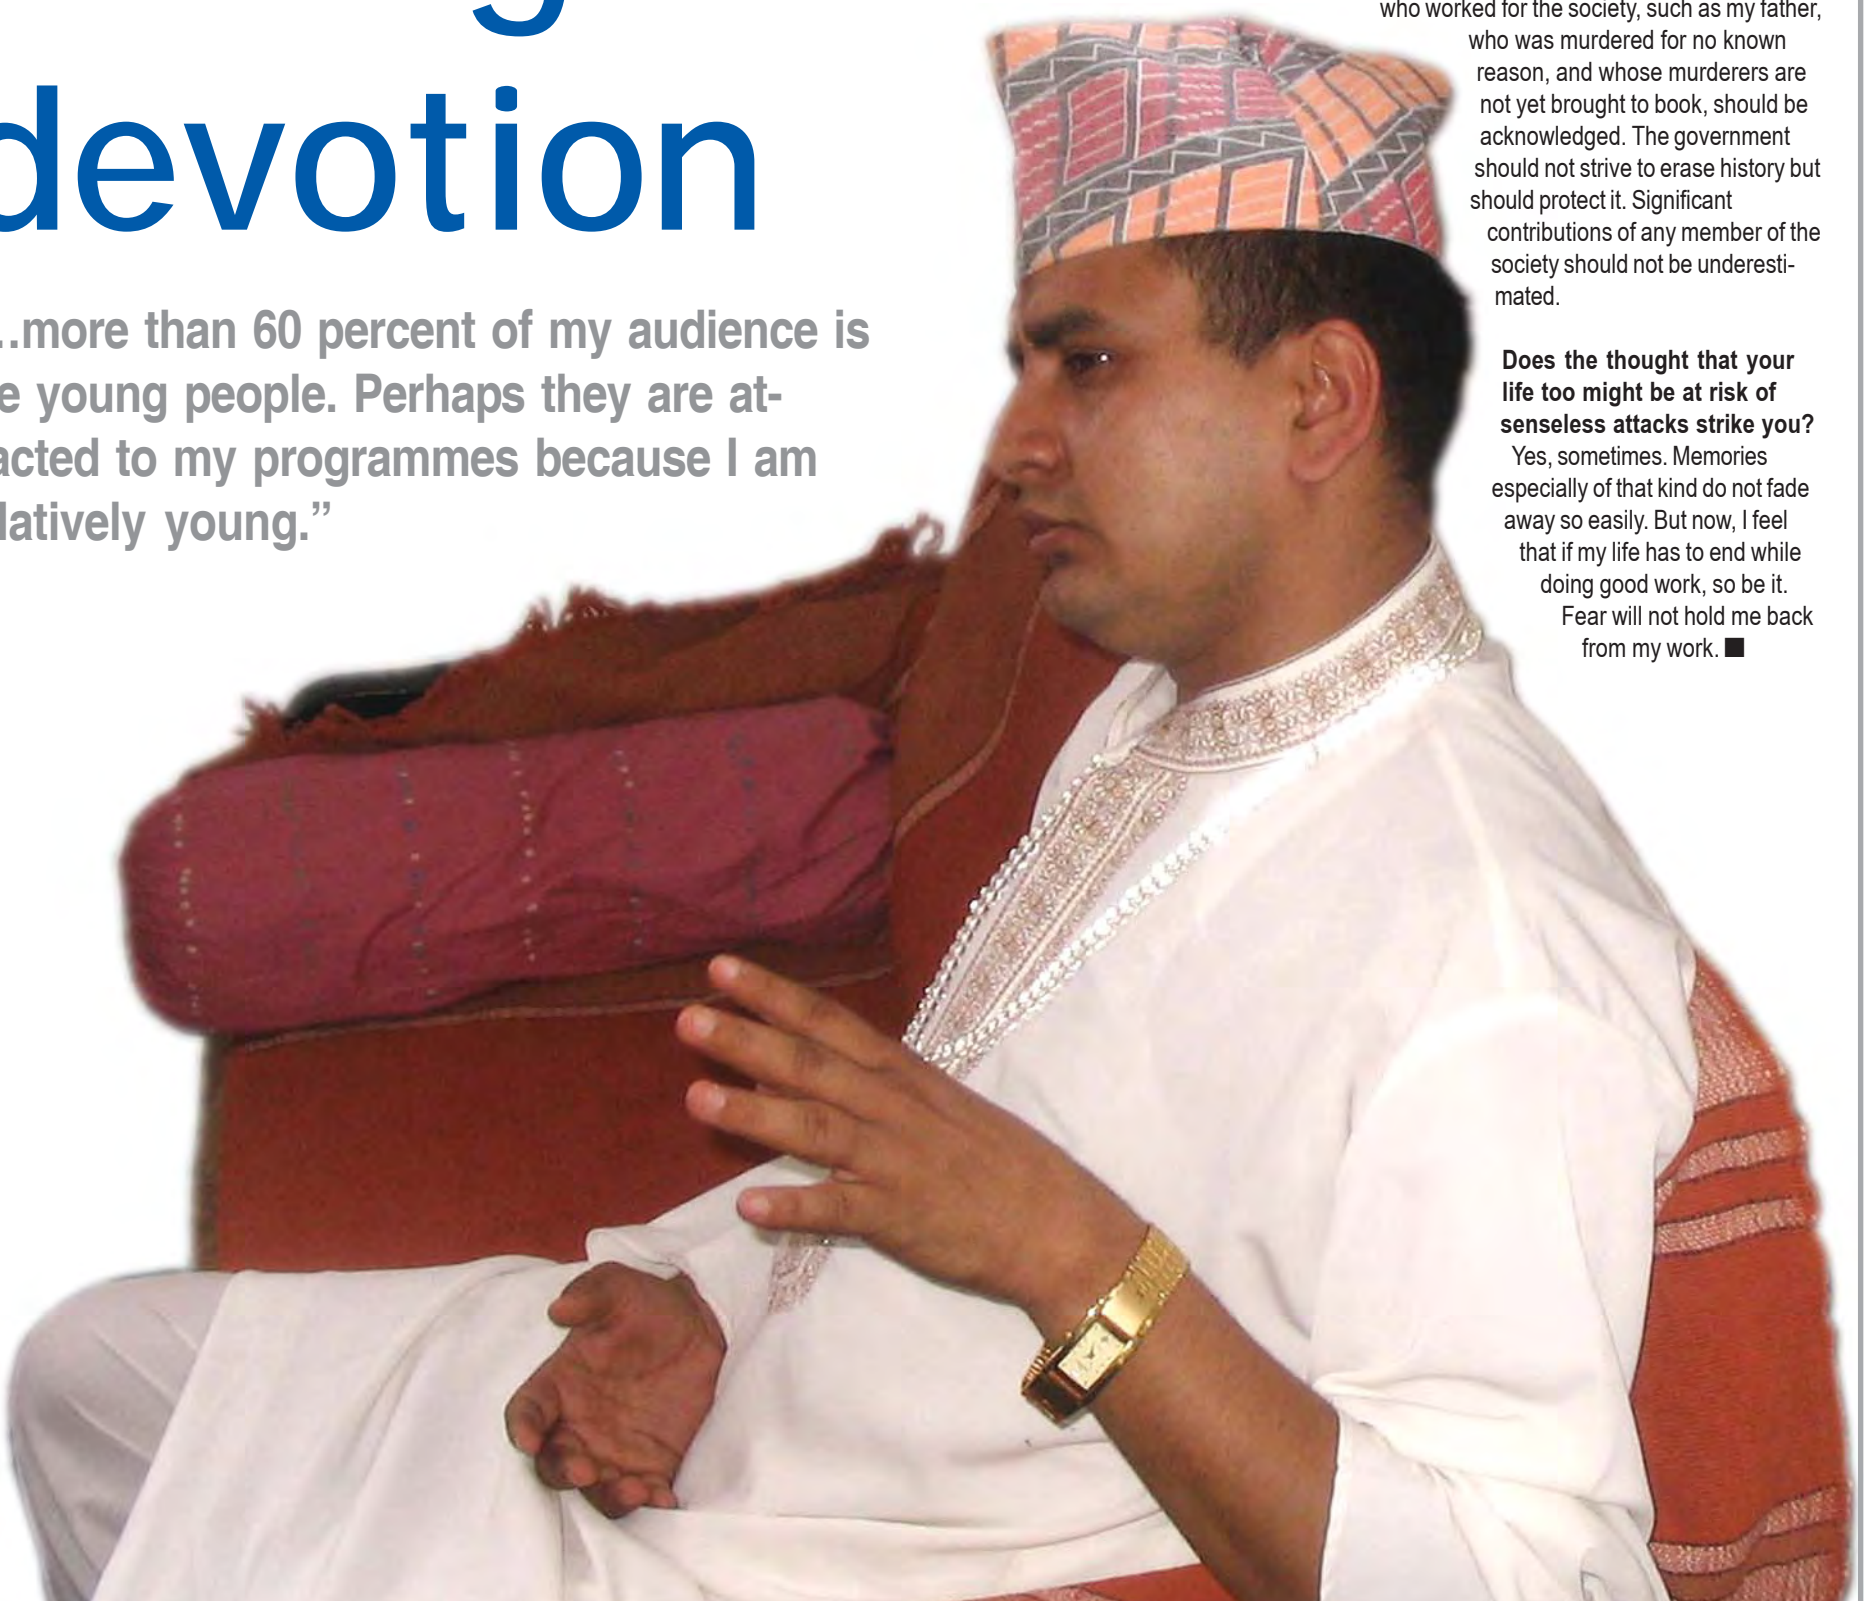 devotion
..more than 60 percent of my audience is
e young people. Perhaps they are at-
acted to my programmes because I am
latively young.”
who worked for the society, such as my father,
who was murdered for no known
reason, and whose murderers are
not yet brought to book, should be
acknowledged. The government
should not strive to erase history but
should protect it. Significant
contributions of any member of the
society should not be underesti-
mated.
Does the thought that your
life too might be at risk of
senseless attacks strike you?
Yes, sometimes. Memories
especially of that kind do not fade
away so easily. But now, I feel
that if my life has to end while
doing good work, so be it.
Fear will not hold me back
from my work. ■